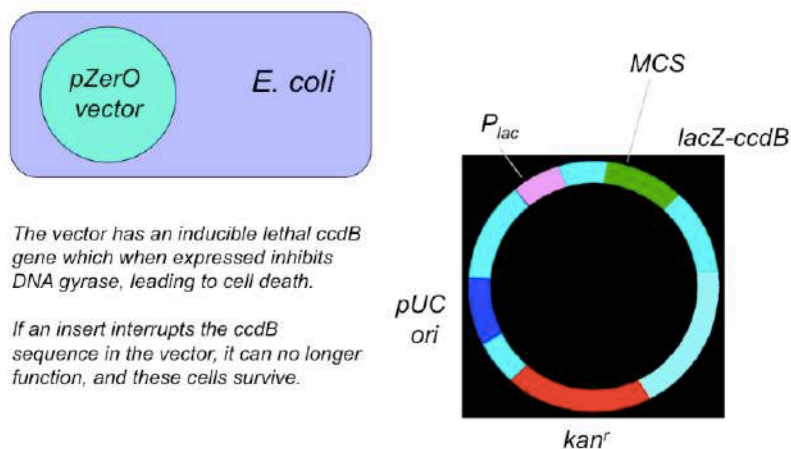 pZerO
vector
E. coli
The vector has an inducible lethal ccdB
gene which when expressed inhibits
DNA gyrase, leading to cell death.
If an insert interrupts the ccdB
sequence in the vector, it can no longer
function, and these cells survive.
MCS
Plac
lacZ-ccdB
pUC
ori
kanʳ